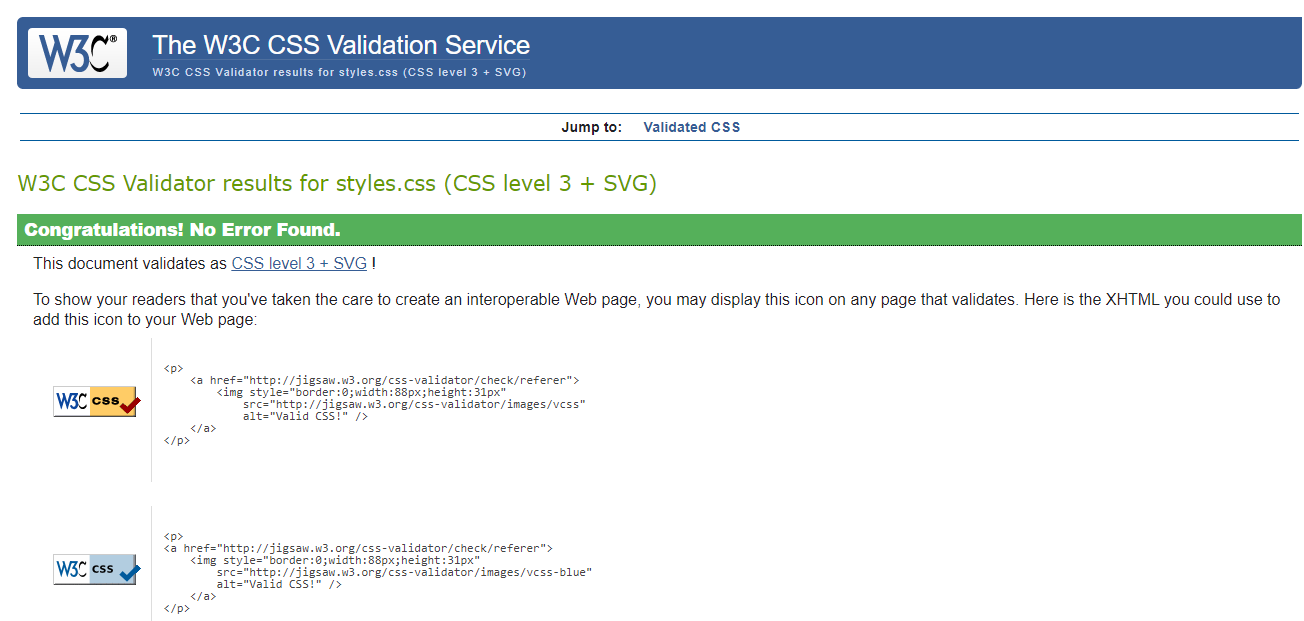 W3C® The W3C CSS Validation Service
W3C CSS Validator results for styles.css (CSS level 3 + SVG)
Jump to: Validated CSS
W3C CSS Validator results for styles.css (CSS level 3 + SVG)
Congratulations! No Error Found.
This document validates as CSS level 3 + SVG !
To show your readers that you've taken the care to create an interoperable Web page, you may display this icon on any page that validates. Here is the XHTML you could use to
add this icon to your Web page:
W3C css
<p>
    <a href="http://jigsaw.w3.org/css-validator/check/referer">
        <img style="border:0;width:88px;height:31px"
            src="http://jigsaw.w3.org/css-validator/images/vcss"
            alt="Valid CSS!" />
    </a>
</p>
W3C css
<p>
<a href="http://jigsaw.w3.org/css-validator/check/referer">
    <img style="border:0;width:88px;height:31px"
        src="http://jigsaw.w3.org/css-validator/images/vcss-blue"
        alt="Valid CSS!" />
    </a>
</p>